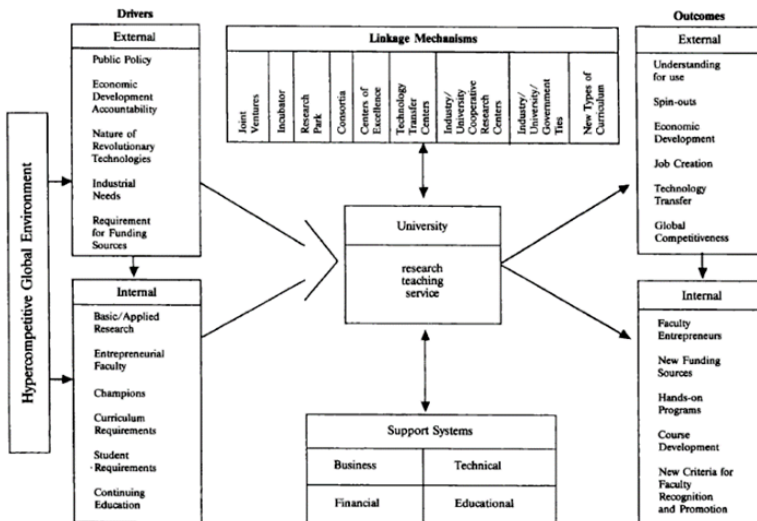 Drivers
External
Public Policy
Economic
Development
Accountability
Nature of
Revolutionary
Technologies
Industrial
Needs
Requirement
for Funding
Sources
Internal
Basic/Applied
Research
Entrepreneurial
Faculty
Champions
Curriculum
Requirements
Student
Requirements
Continuing
Education
Hypercompetitive Global Environment
Linkage Mechanisms
Joint
Ventures
Incubator
Research
Park
Consortia
Centers of
Excellence
Technology
Transfer
Centers
Industry/
University
Cooperative
Research
Centers
Industry/
University/
Government
Ties
New Types of
Curriculum
University
research
teaching
service
Support Systems
Business
Technical
Financial
Educational
Outcomes
External
Understanding
for use
Spin-outs
Economic
Development
Job Creation
Technology
Transfer
Global
Competitiveness
Internal
Faculty
Entrepreneurs
New Funding
Sources
Hands-on
Programs
Course
Development
New Criteria for
Faculty
Recognition
and Promotion